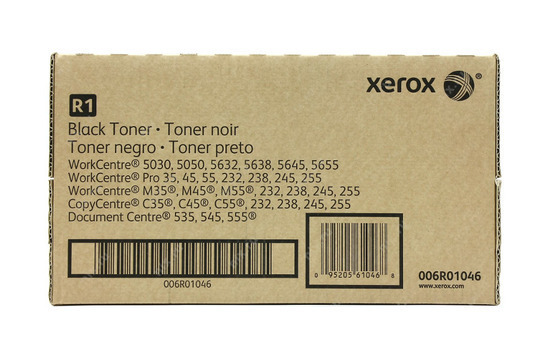 xerox®
R1
Black Toner • Toner noir
Toner negro • Toner preto
WorkCentre® 5030, 5050, 5632, 5638, 5645, 5655
WorkCentre® Pro 35, 45, 55, 232, 238, 245, 255
WorkCentre® M35®, M45®, M55®, 232, 238, 245, 255
CopyCentre® C35®, C45®, C55®, 232, 238, 245, 255
Document Centre® 535, 545, 555®
006R01046
0 95205 61046 8
006R01046
www.xerox.com